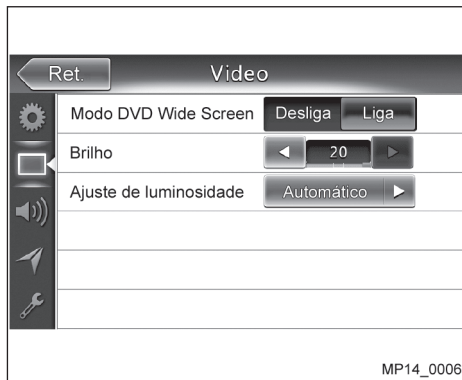 Ret. Video
Modo DVD Wide Screen Desliga Liga
Brilho 20
Ajuste de luminosidade Automático
MP14_0006